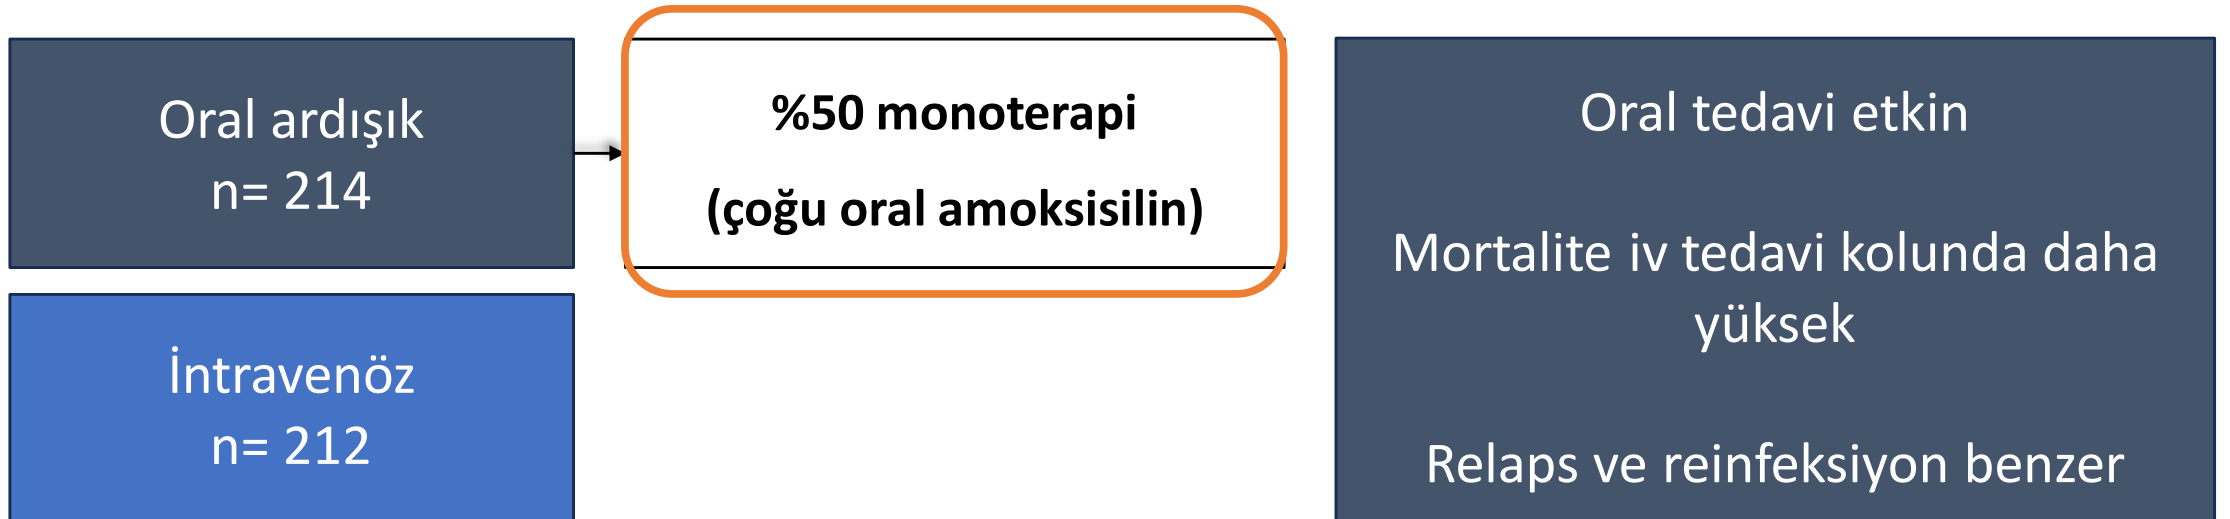 Oral ardışık
n= 214
%50 monoterapi
(çoğu oral amoksisilin)
İntravenöz
n= 212
Oral tedavi etkin
Mortalite iv tedavi kolunda daha
yüksek
Relaps ve reinfeksiyon benzer